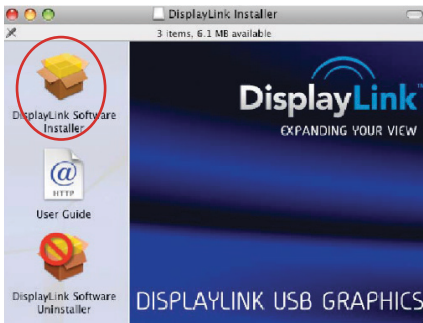 DisplayLink Installer
3 items, 6.1 MB available
DisplayLink Software
Installer
@
HTTP
User Guide
DisplayLink Software
Uninstaller
DisplayLink
EXPANDING YOUR VIEW
DISPLAYLINK USB GRAPHICS